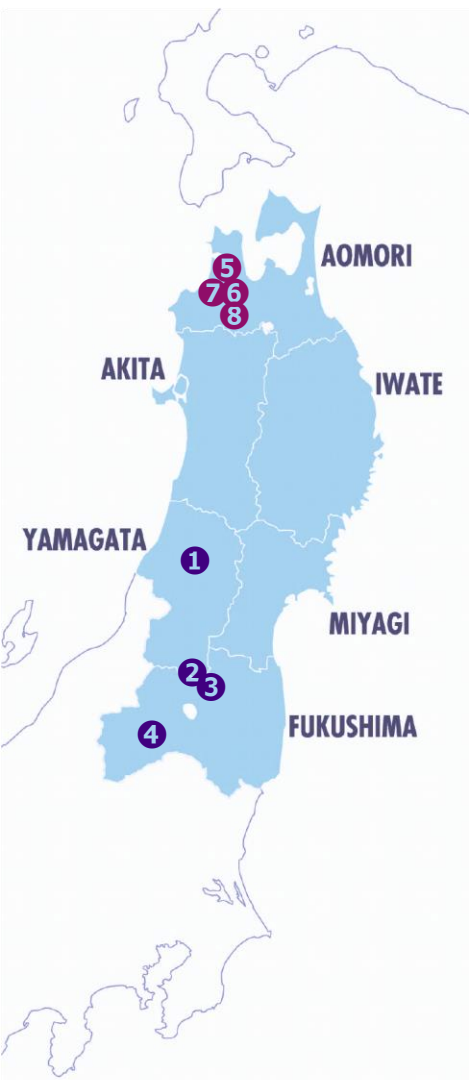 AOMORI
5
7 6
8
AKITA
IWATE
YAMAGATA
1
MIYAGI
2
3
FUKUSHIMA
4